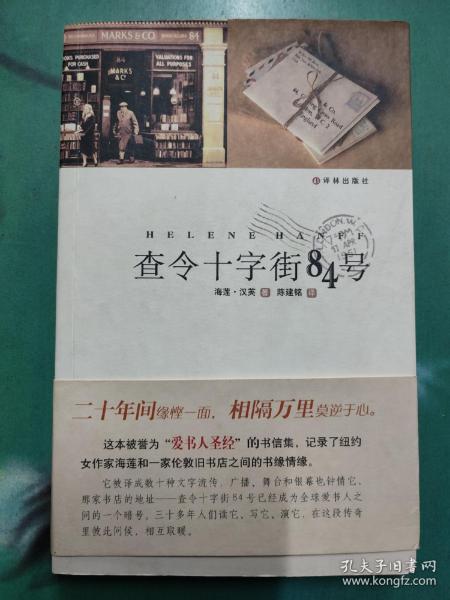 MARKS & CO.
84
BOOKS PURCHASED
FOR CASH
84
MARKS
& Cº
VALUATIONS FOR
ALL PURPOSES
译林出版社
HELENE HANFF
LONDON.W.
PM
17 APR
1951
查令十字街84号
海莲·汉芙 著 陈建铭 译
二十年间缘悭一面，相隔万里莫逆于心。
这本被誉为“爱书人圣经”的书信集，记录了纽约
女作家海莲和一家伦敦旧书店之间的书缘情缘。
它被译成数十种文字流传，广播、舞台和银幕也钟情它，
那家书店的地址——查令十字街84号已经成为全球爱书人之
间的一个暗号。三十多年人们读它、写它、演它，在这段传奇
里彼此问候，相互取暖。
孔夫子旧书网
www.kongfz.com